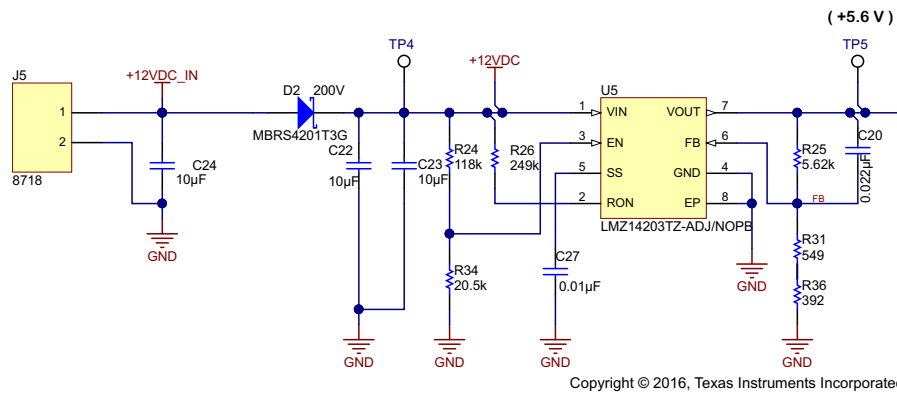 ( +5.6 V )
TP4
TP5
J5
+12VDC_IN
+12VDC
D2 200V
U5
1
2
8718
MBRS4201T3G
C24
10µF
GND
C22
10µF
C23
10µF
R24
118k
R26
249k
R34
20.5k
C27
0.01µF
1 VIN
3 EN
5 SS
2 RON
VOUT 7
FB 6
GND 4
EP 8
LMZ14203TZ-ADJ/NOPB
R25
5.62k
C20
0.022µF
FB
R31
549
R36
392
GND
GND
GND
GND
GND
GND
Copyright © 2016, Texas Instruments Incorporated